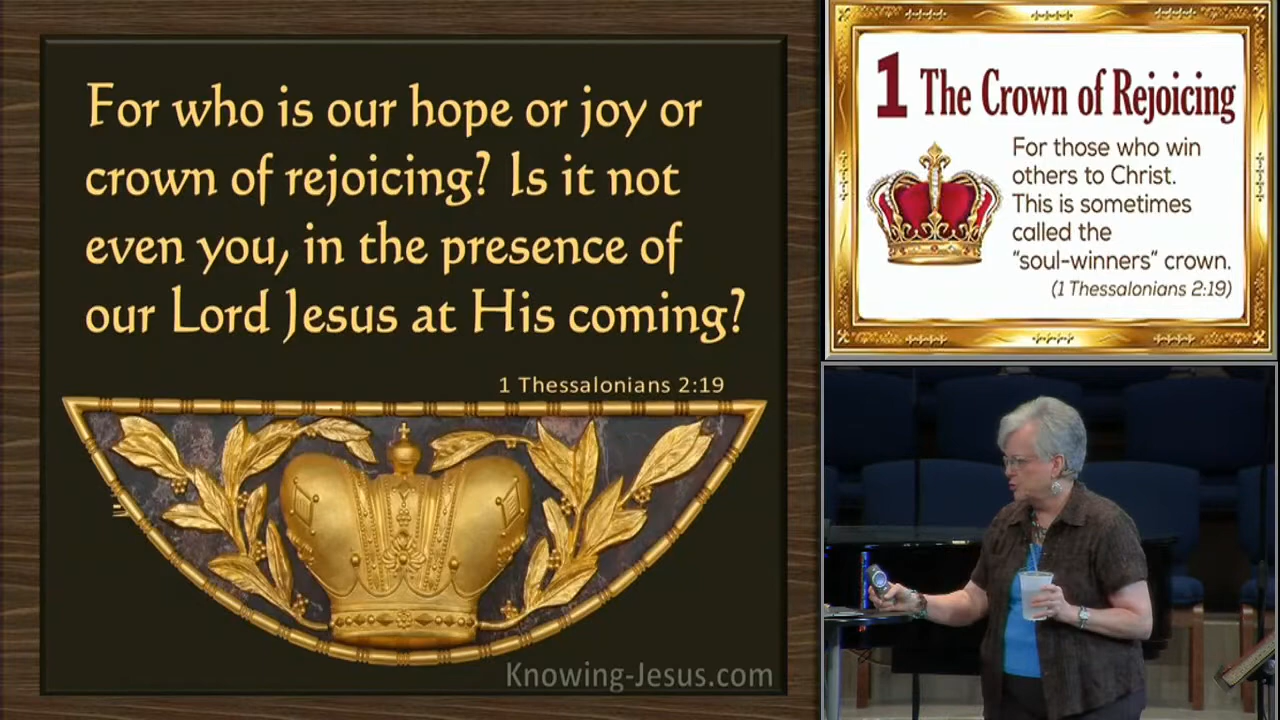 For who is our hope or joy or
crown of rejoicing? Is it not
even you, in the presence of
our Lord Jesus at His coming?
1 Thessalonians 2:19
Knowing-Jesus.com
1 The Crown of Rejoicing
For those who win
others to Christ.
This is sometimes
called the
"soul-winners" crown.
(1 Thessalonians 2:19)